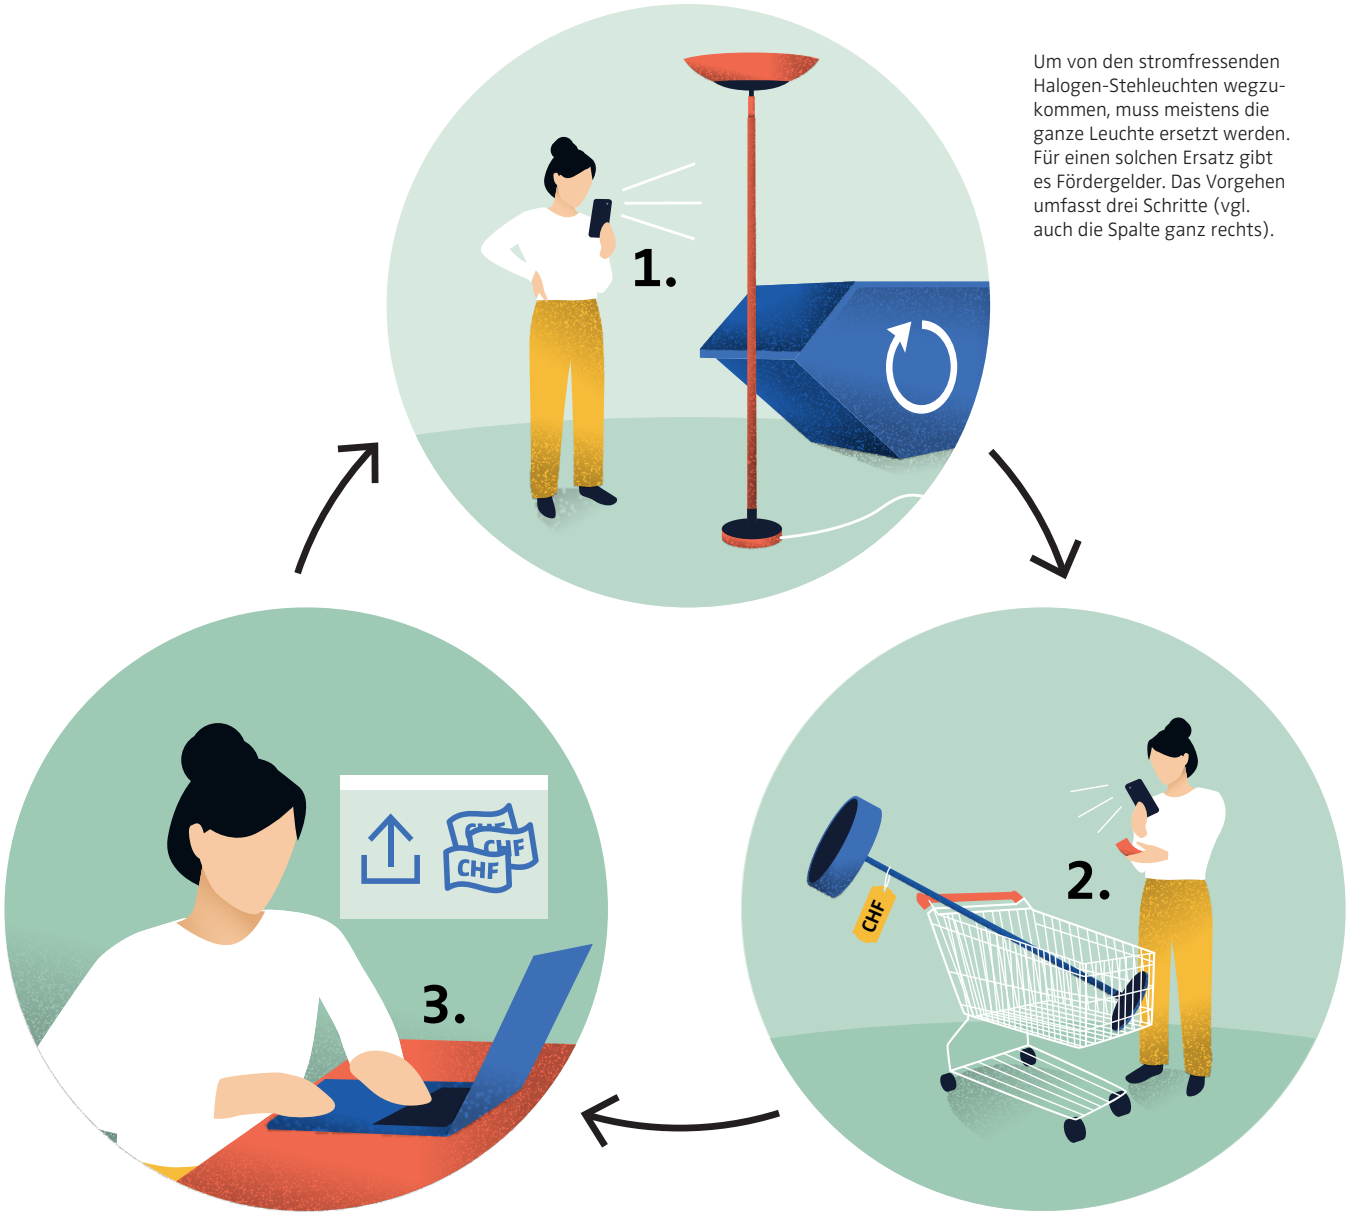 Um von den stromfressenden
Halogen-Stehleuchten wegzu-
kommen, muss meistens die
ganze Leuchte ersetzt werden.
Für einen solchen Ersatz gibt
es Fördergelder. Das Vorgehen
umfasst drei Schritte (vgl.
auch die Spalte ganz rechts).
1.
2.
CHF
3.
CHF
CHF
CHF